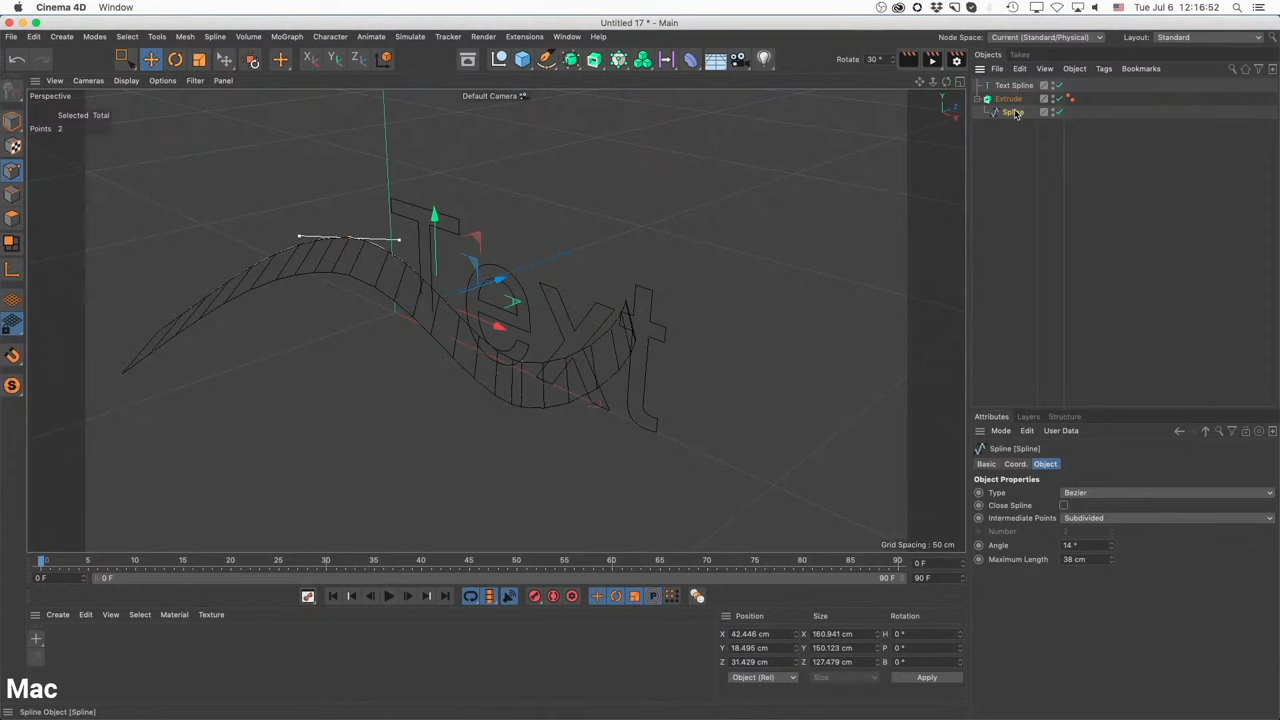 Cinema 4D Window Tue Jul 6 12:16:52
Untitled 17 * - Main
File Edit Create Modes Select Tools Mesh Spline Volume MoGraph Character Animate Simulate Tracker Render Extensions Window Help Node Space: Current (Standard/Physical) Layout: Standard
Rotate 30 °
Objects Takes
File Edit View Object Tags Bookmarks
View Cameras Display Options Filter Panel
Perspective Default Camera
Text Spline
Extrude
Spline
Selected Total
Points 2
Text
Y
Z
X
Attributes Layers Structure
Mode Edit User Data
Spline [Spline]
Basic Coord. Object
Object Properties
Type Bezier
Close Spline
Intermediate Points Subdivided
Number
Angle 14 °
Maximum Length 38 cm
Grid Spacing : 50 cm
0 5 10 15 20 25 30 35 40 45 50 55 60 65 70 75 80 85 90 0 F
0 F 0 F 90 F 90 F
Create Edit View Select Material Texture
Position Size Rotation
X 42.446 cm X 160.941 cm H 0 °
Y 18.495 cm Y 150.123 cm P 0 °
Z 31.429 cm Z 127.479 cm B 0 °
Object (Rel) Size Apply
Mac
Spline Object [Spline]